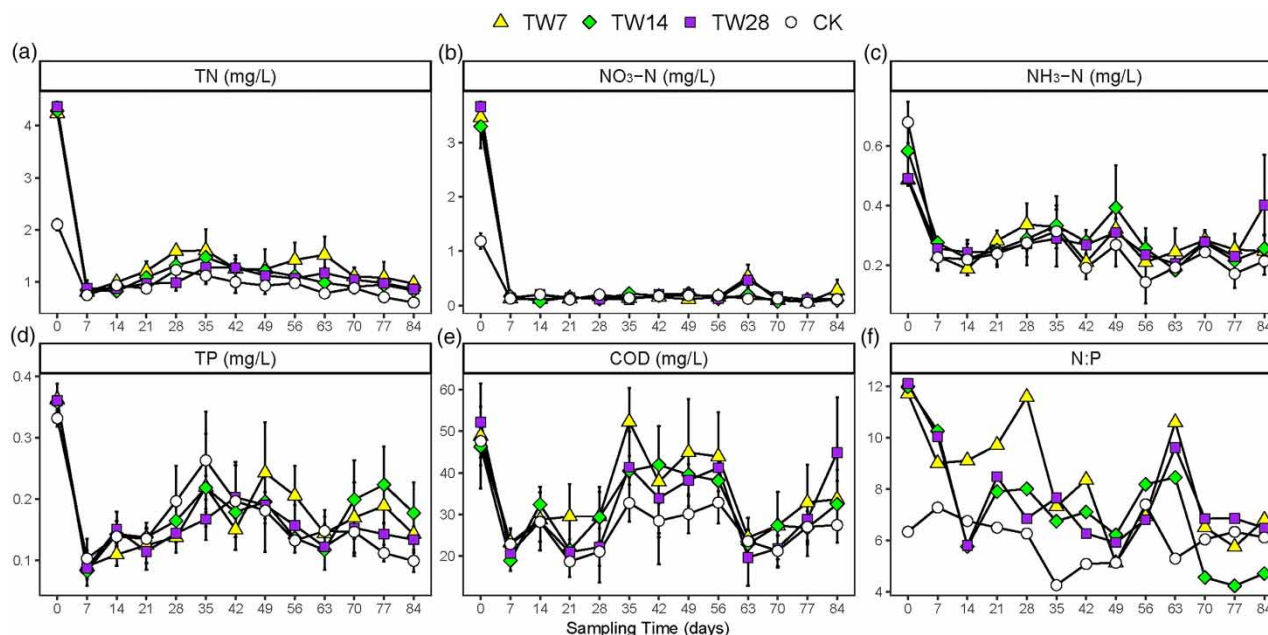 TW7 TW14 TW28 CK
(a) (b) (c)
TN (mg/L) NO₃−N (mg/L) NH₃−N (mg/L)
4
3
2
1
0 7 14 21 28 35 42 49 56 63 70 77 84
3
2
1
0
0 7 14 21 28 35 42 49 56 63 70 77 84
0.6
0.4
0.2
0 7 14 21 28 35 42 49 56 63 70 77 84
(d) (e) (f)
TP (mg/L) COD (mg/L) N:P
0.4
0.3
0.2
0.1
0 7 14 21 28 35 42 49 56 63 70 77 84
60
50
40
30
20
0 7 14 21 28 35 42 49 56 63 70 77 84
12
10
8
6
4
0 7 14 21 28 35 42 49 56 63 70 77 84
Sampling Time (days)